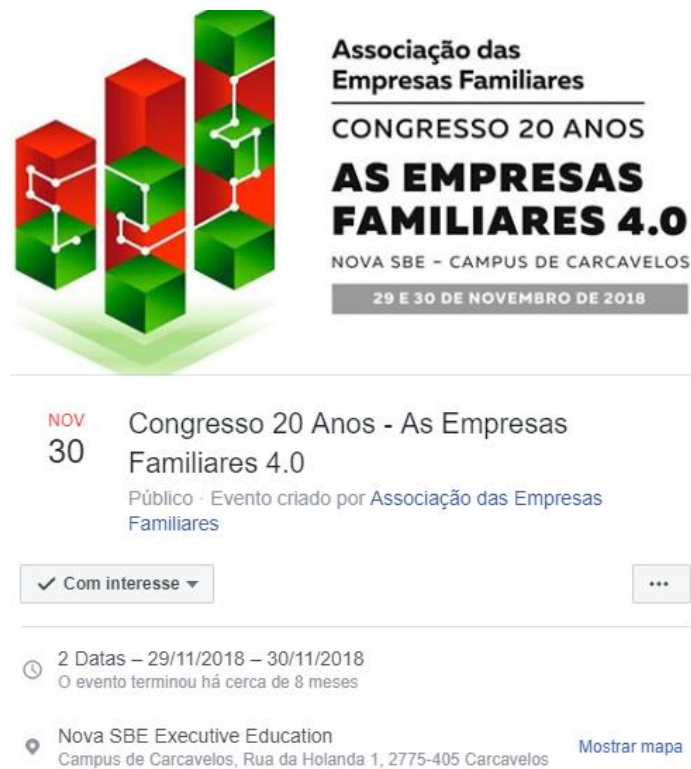 Associação das
Empresas Familiares
CONGRESSO 20 ANOS
AS EMPRESAS
FAMILIARES 4.0
NOVA SBE – CAMPUS DE CARCAVELOS
29 E 30 DE NOVEMBRO DE 2018
NOV
30
Congresso 20 Anos - As Empresas
Familiares 4.0
Público · Evento criado por Associação das Empresas
Familiares
Com interesse
2 Datas – 29/11/2018 – 30/11/2018
O evento terminou há cerca de 8 meses
Nova SBE Executive Education
Mostrar mapa
Campus de Carcavelos, Rua da Holanda 1, 2775-405 Carcavelos